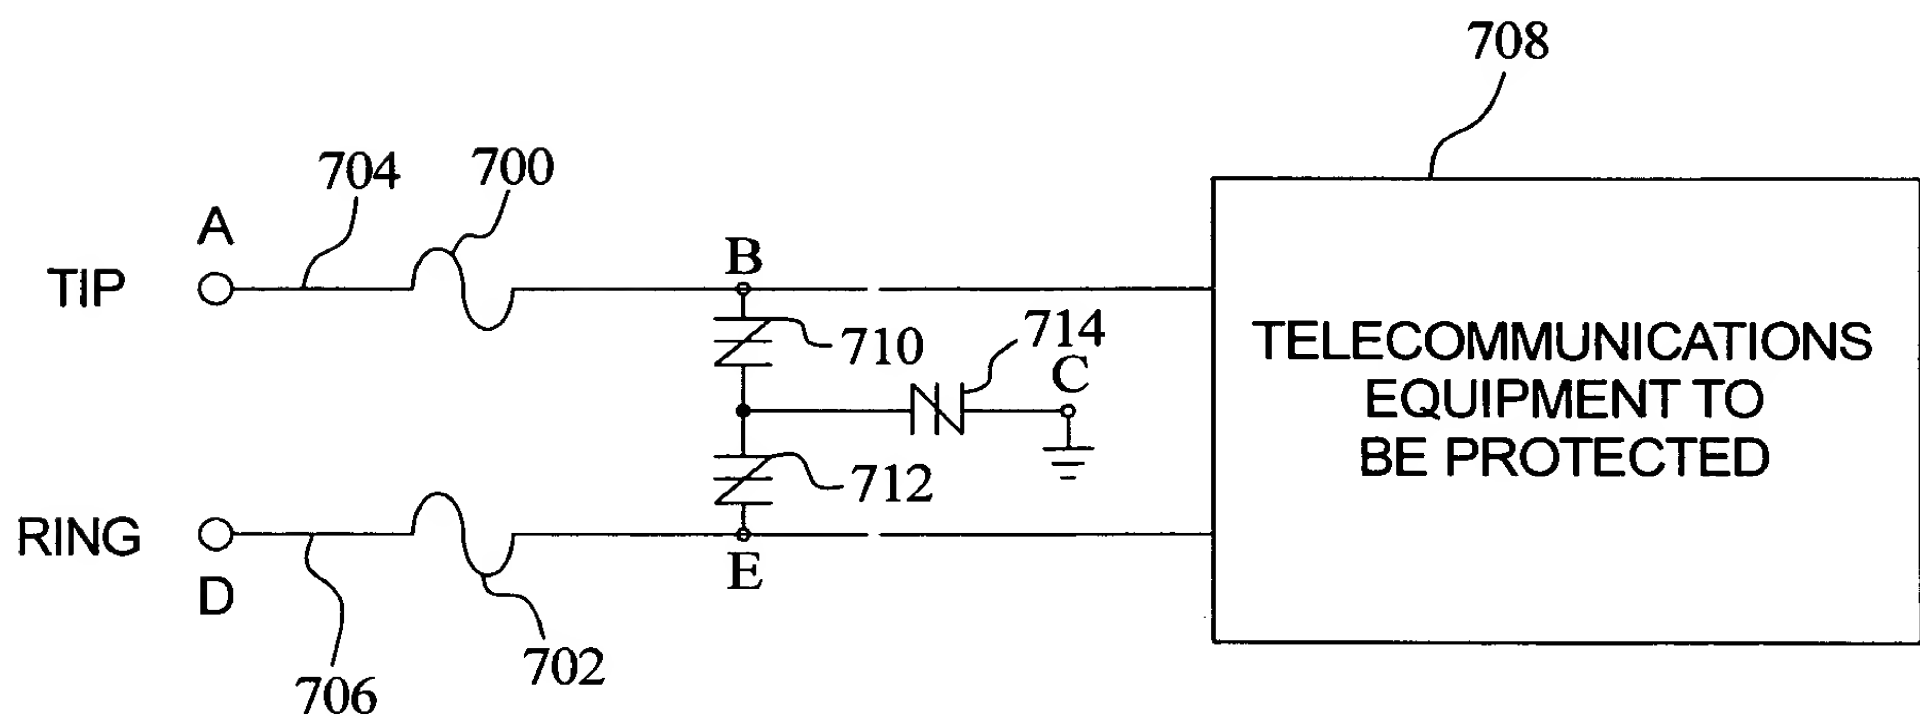 708
704
700
A
TIP
B
710
714
C
TELECOMMUNICATIONS
EQUIPMENT TO
BE PROTECTED
712
RING
D
E
702
706